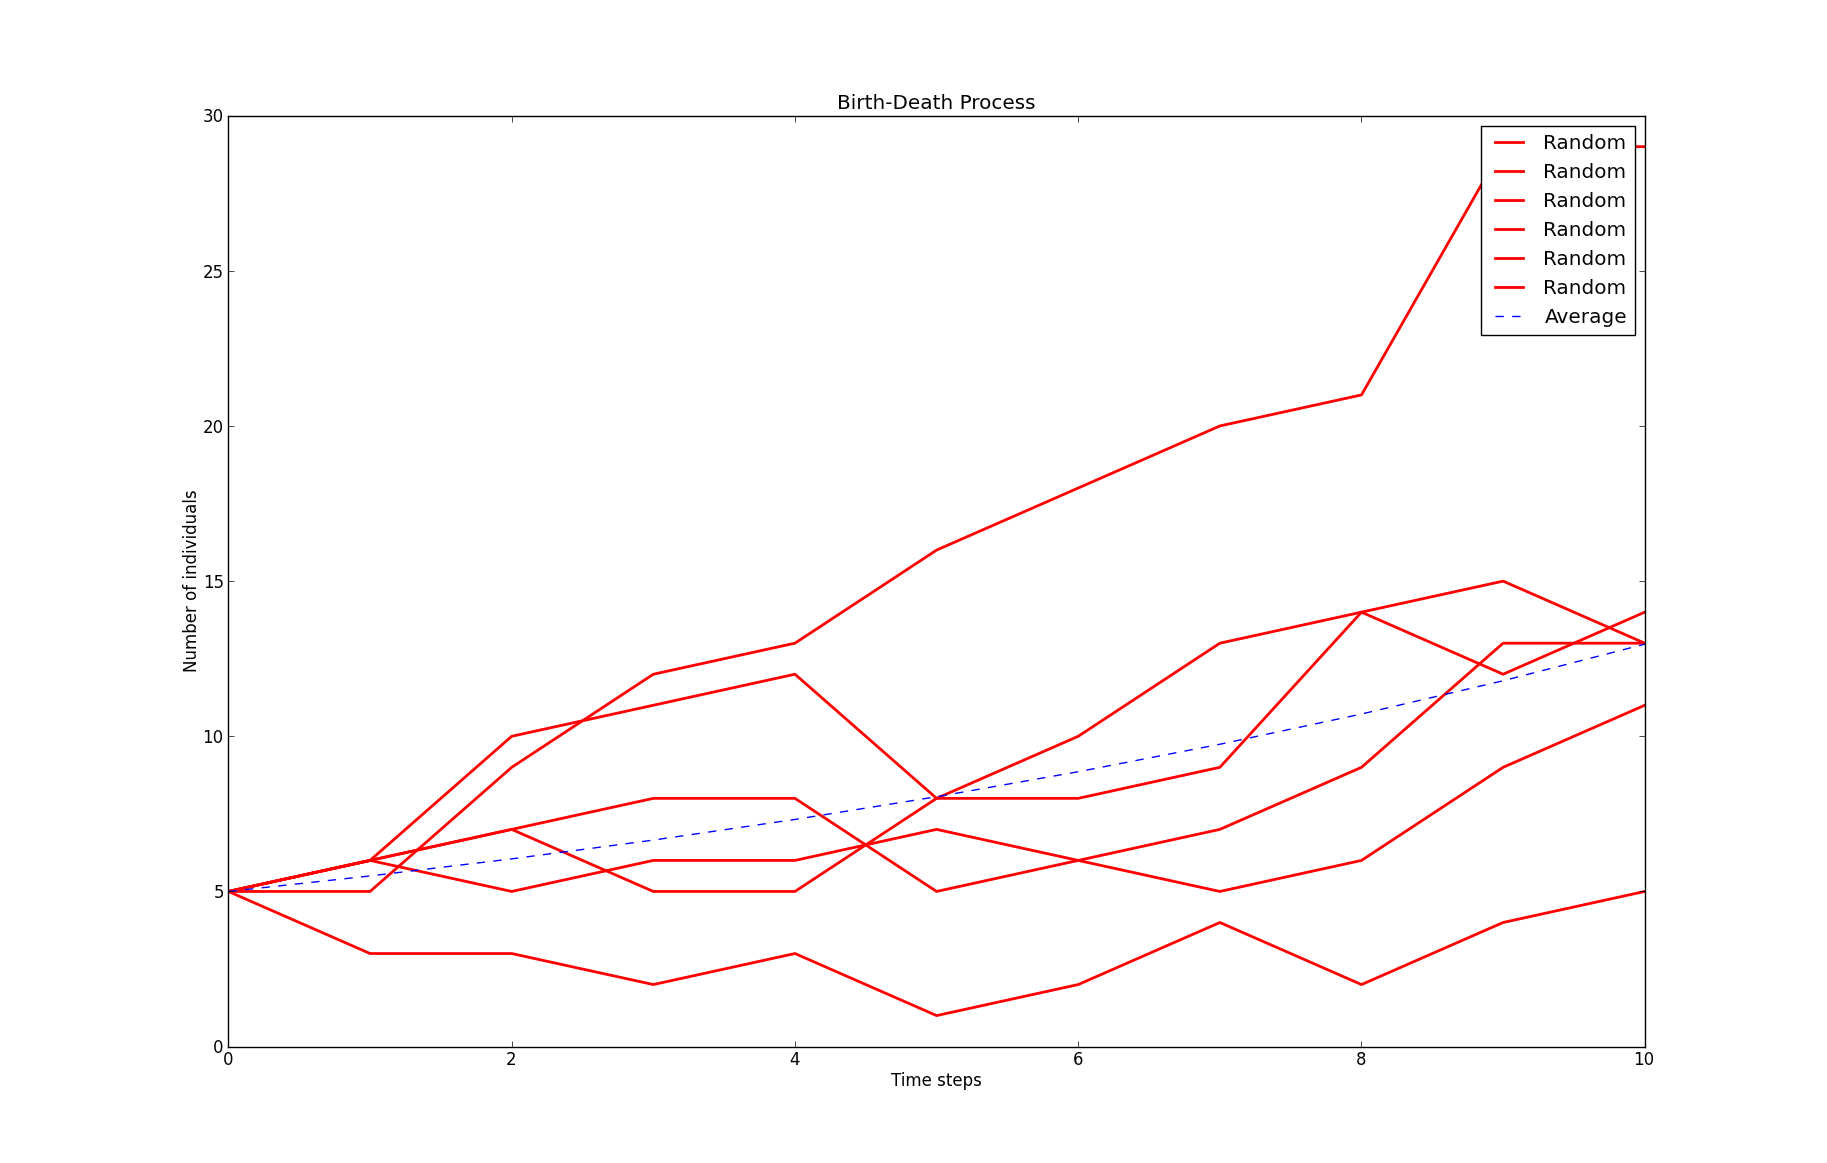 Birth-Death Process
30
25
20
15
10
5
0
Number of individuals
Random
Random
Random
Random
Random
Random
Average
0 2 4 6 8 10
Time steps